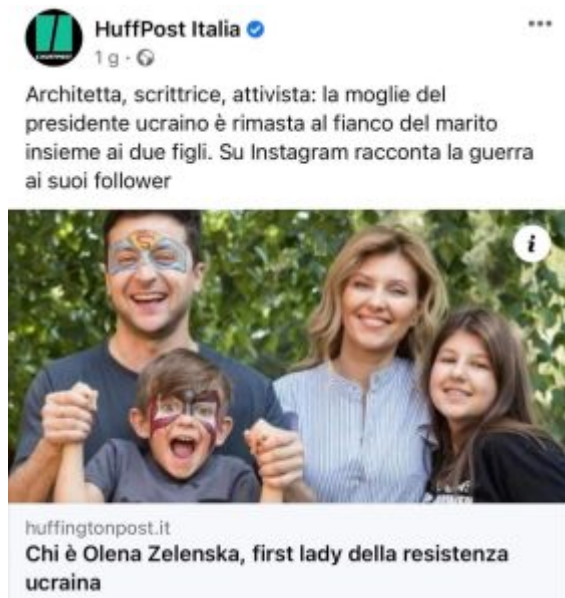 HuffPost Italia
1 g
Architetta, scrittrice, attivista: la moglie del
presidente ucraino è rimasta al fianco del marito
insieme ai due figli. Su Instagram racconta la guerra
ai suoi follower
i
huffingtonpost.it
Chi è Olena Zelenska, first lady della resistenza
ucraina